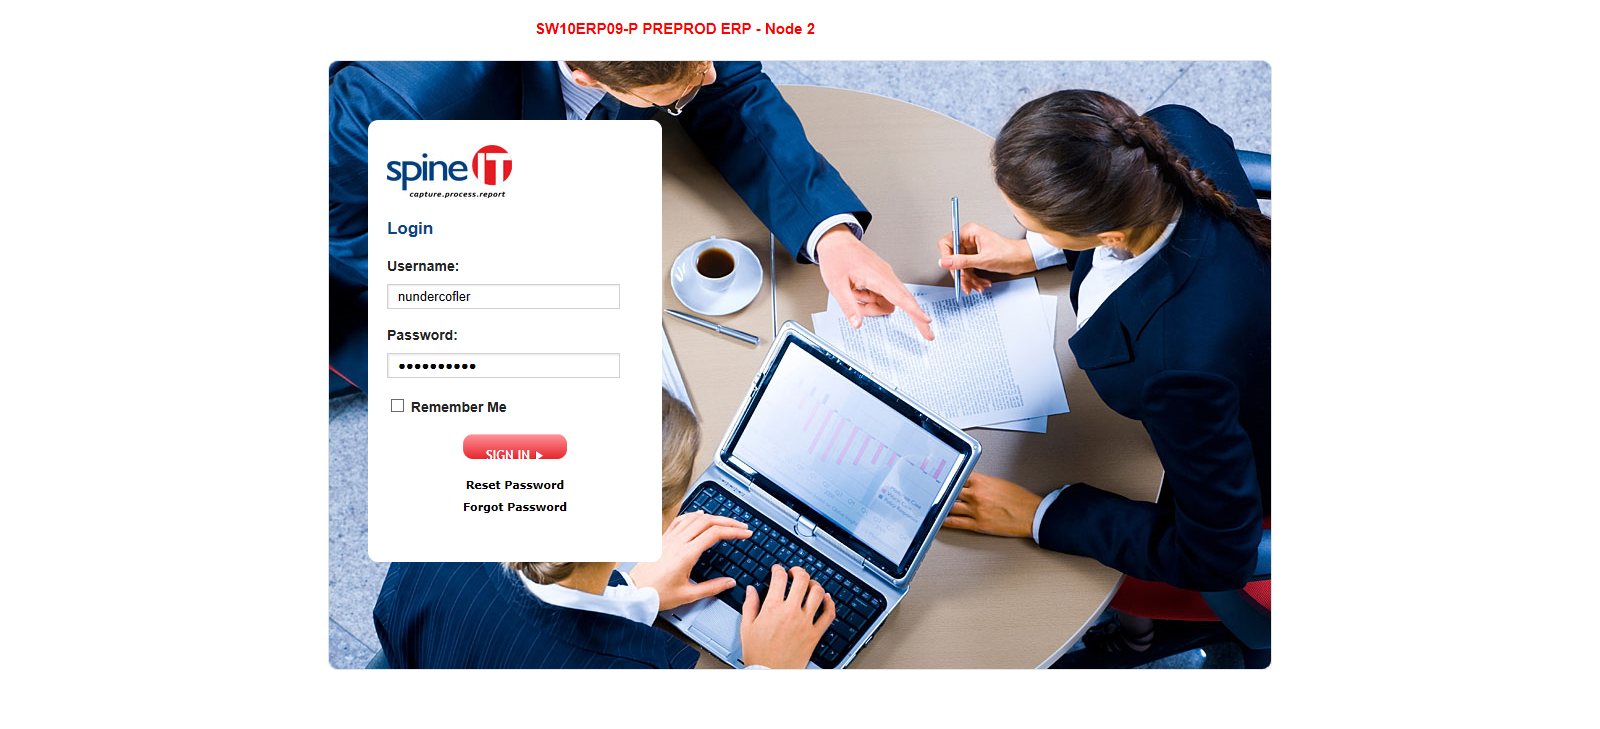 SW10ERP09-P PREPROD ERP - Node 2
spine IT
capture.process.report
Login
Username:
nundercofler
Password:
●●●●●●●●●●
Remember Me
SIGN IN
Reset Password
Forgot Password